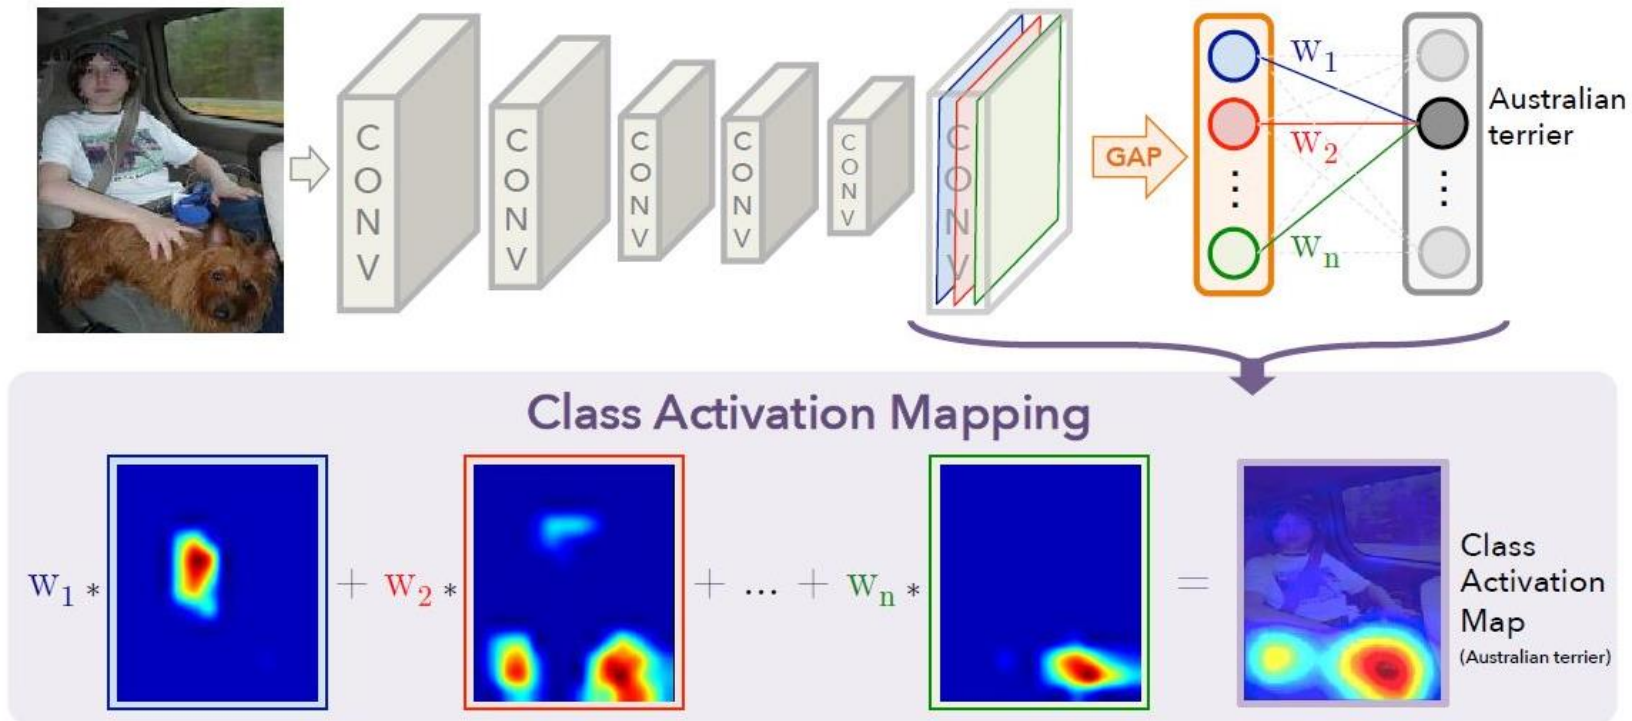 CONV
CONV
CONV
CONV
CONV
CONV
GAP
w1
w2
⋮
wn
⋮
Australian
terrier
Class Activation Mapping
w1 * + w2 * + ... + wn * =
Class
Activation
Map
(Australian terrier)